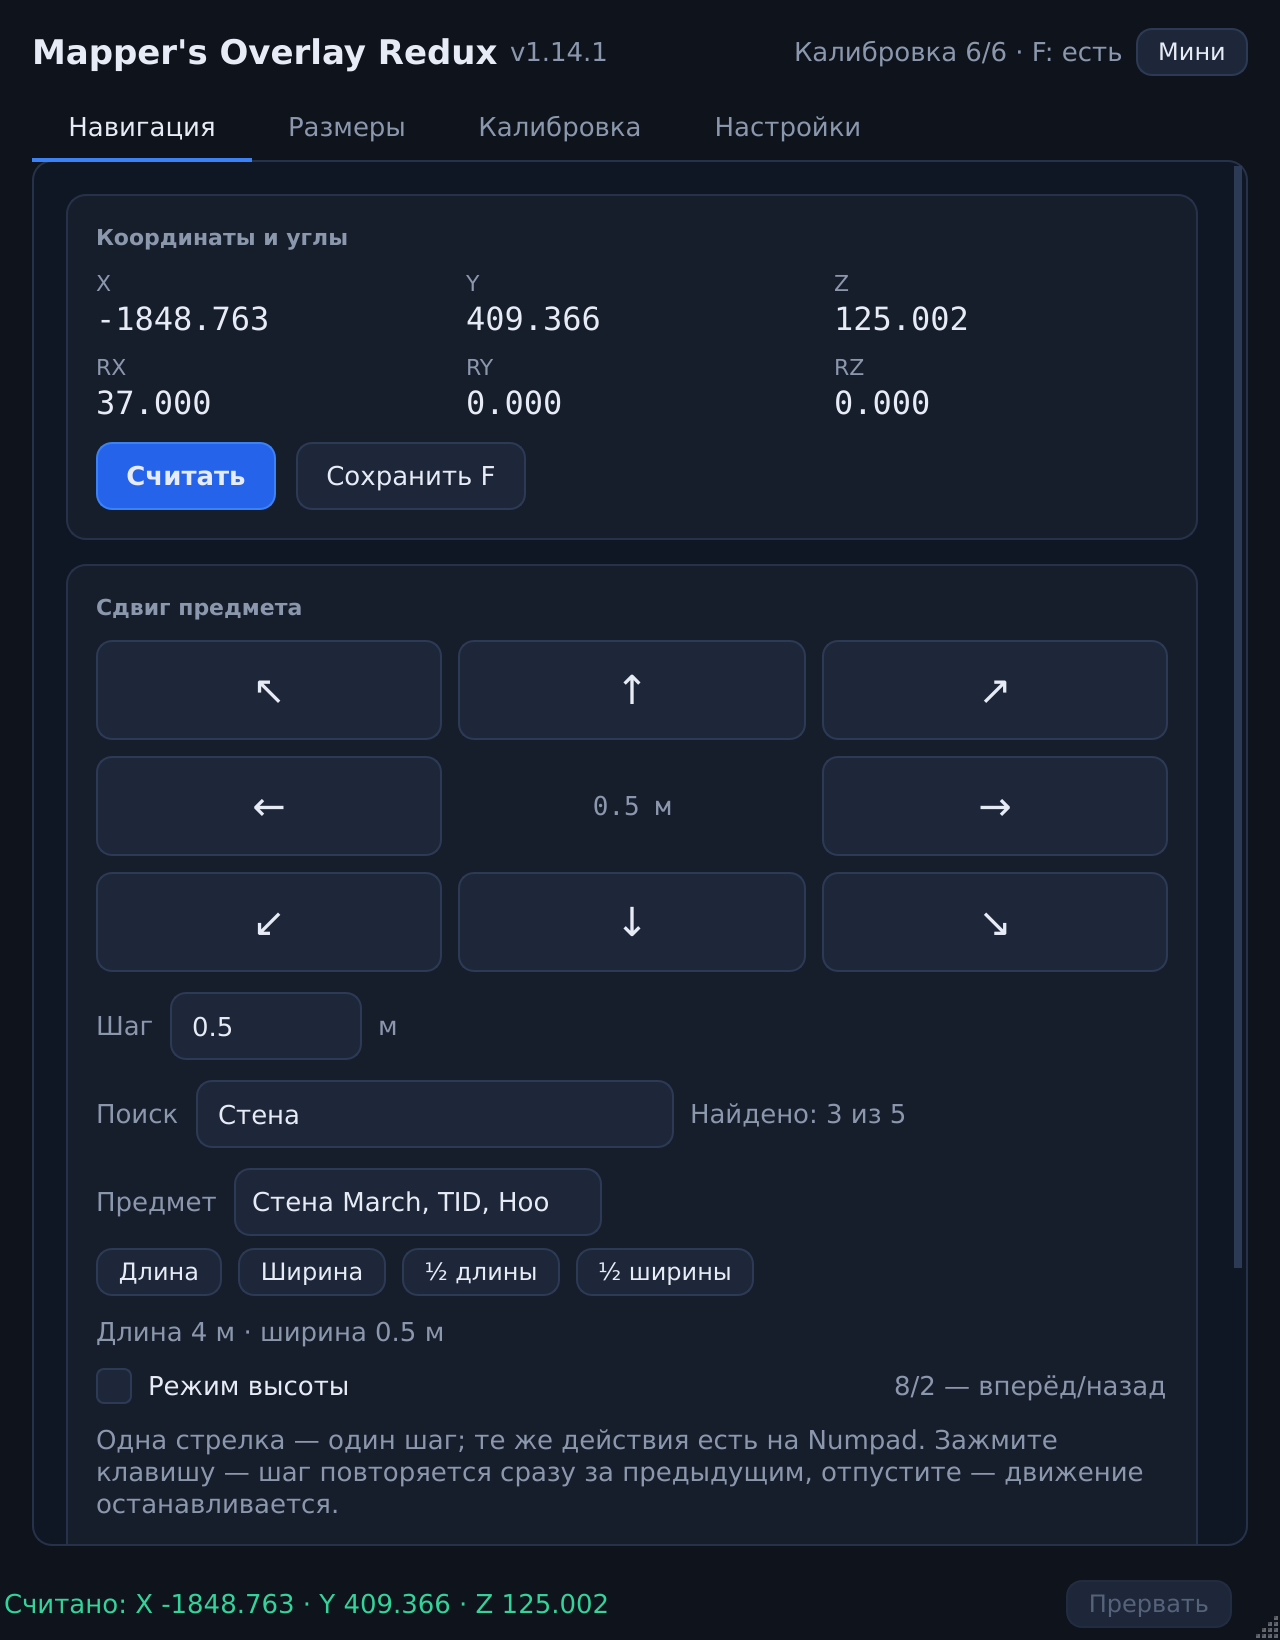 Mapper's Overlay Redux v1.14.1 Калибровка 6/6 · F: есть Мини
Навигация Размеры Калибровка Настройки
Координаты и углы
X Y Z
-1848.763 409.366 125.002
RX RY RZ
37.000 0.000 0.000
Считать Сохранить F
Сдвиг предмета
↖ ↑ ↗
← 0.5 м →
↙ ↓ ↘
Шаг 0.5 м
Поиск Стена Найдено: 3 из 5
Предмет Стена March, TID, Hoo
Длина Ширина ½ длины ½ ширины
Длина 4 м · ширина 0.5 м
Режим высоты 8/2 — вперёд/назад
Одна стрелка — один шаг; те же действия есть на Numpad. Зажмите
клавишу — шаг повторяется сразу за предыдущим, отпустите — движение
останавливается.
Считано: X -1848.763 · Y 409.366 · Z 125.002 Прервать